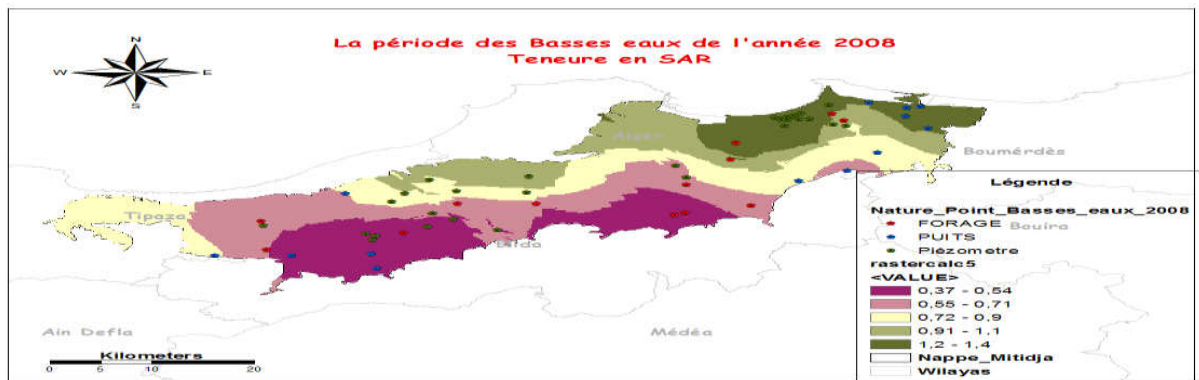 La période des Basses eaux de l'année 2008
Teneure en SAR
N
W
E
S
Alger
Boumérdès
Tipaza
Blida
Bouira
Aïn Defla
Médéa
Kilometers
0 5 10 20
Légende
Nature_Point_Basses_eaux_2008
FORAGE
PUITS
Piézometre
rastercalc5
<VALUE>
0,37 - 0,54
0,55 - 0,71
0,72 - 0,9
0,91 - 1,1
1,2 - 1,4
Nappe_Mitidja
Wilayas